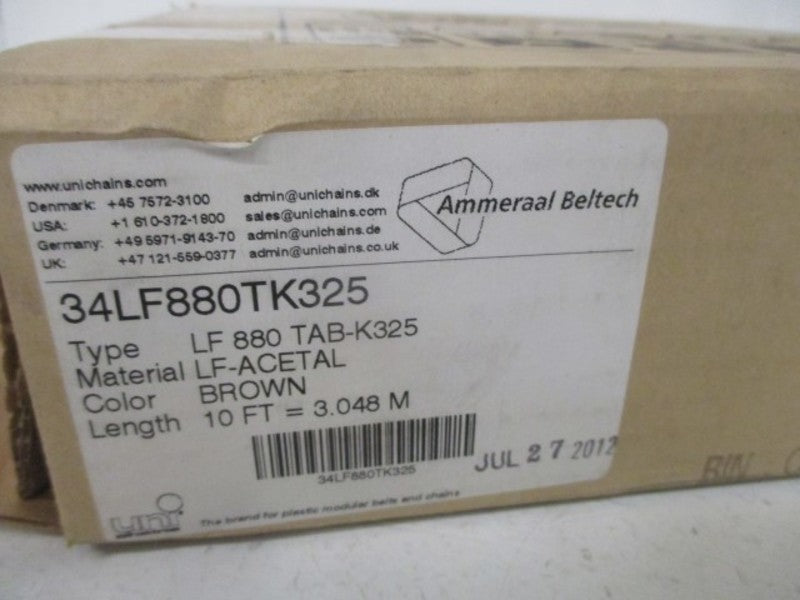 www.unichains.com
Denmark: +45 7572-3100 admin@unichains.dk
USA: +1 610-372-1800 sales@unichains.com
Germany: +49 5971-9143-70 admin@unichains.de
UK: +47 121-559-0377 admin@unichains.co.uk
Ammeraal Beltech
34LF880TK325
Type LF 880 TAB-K325
Material LF-ACETAL
Color BROWN
Length 10 FT = 3.048 M
34LF880TK325
JUL 27 2012
BIN
uni
The brand for plastic modular belts and chains